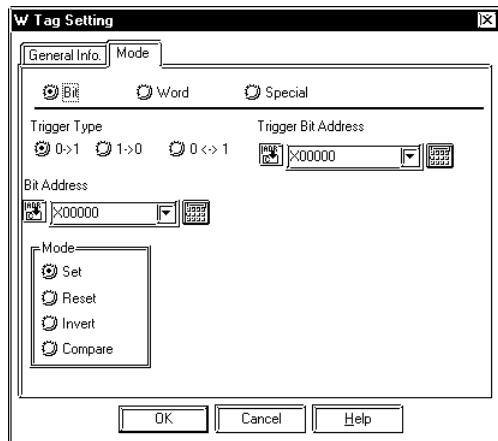 W Tag Setting
General Info. Mode
Bit Word Special
Trigger Type Trigger Bit Address
0->1 1->0 0 <-> 1 X00000
Bit Address
X00000
Mode
Set
Reset
Invert
Compare
OK Cancel Help